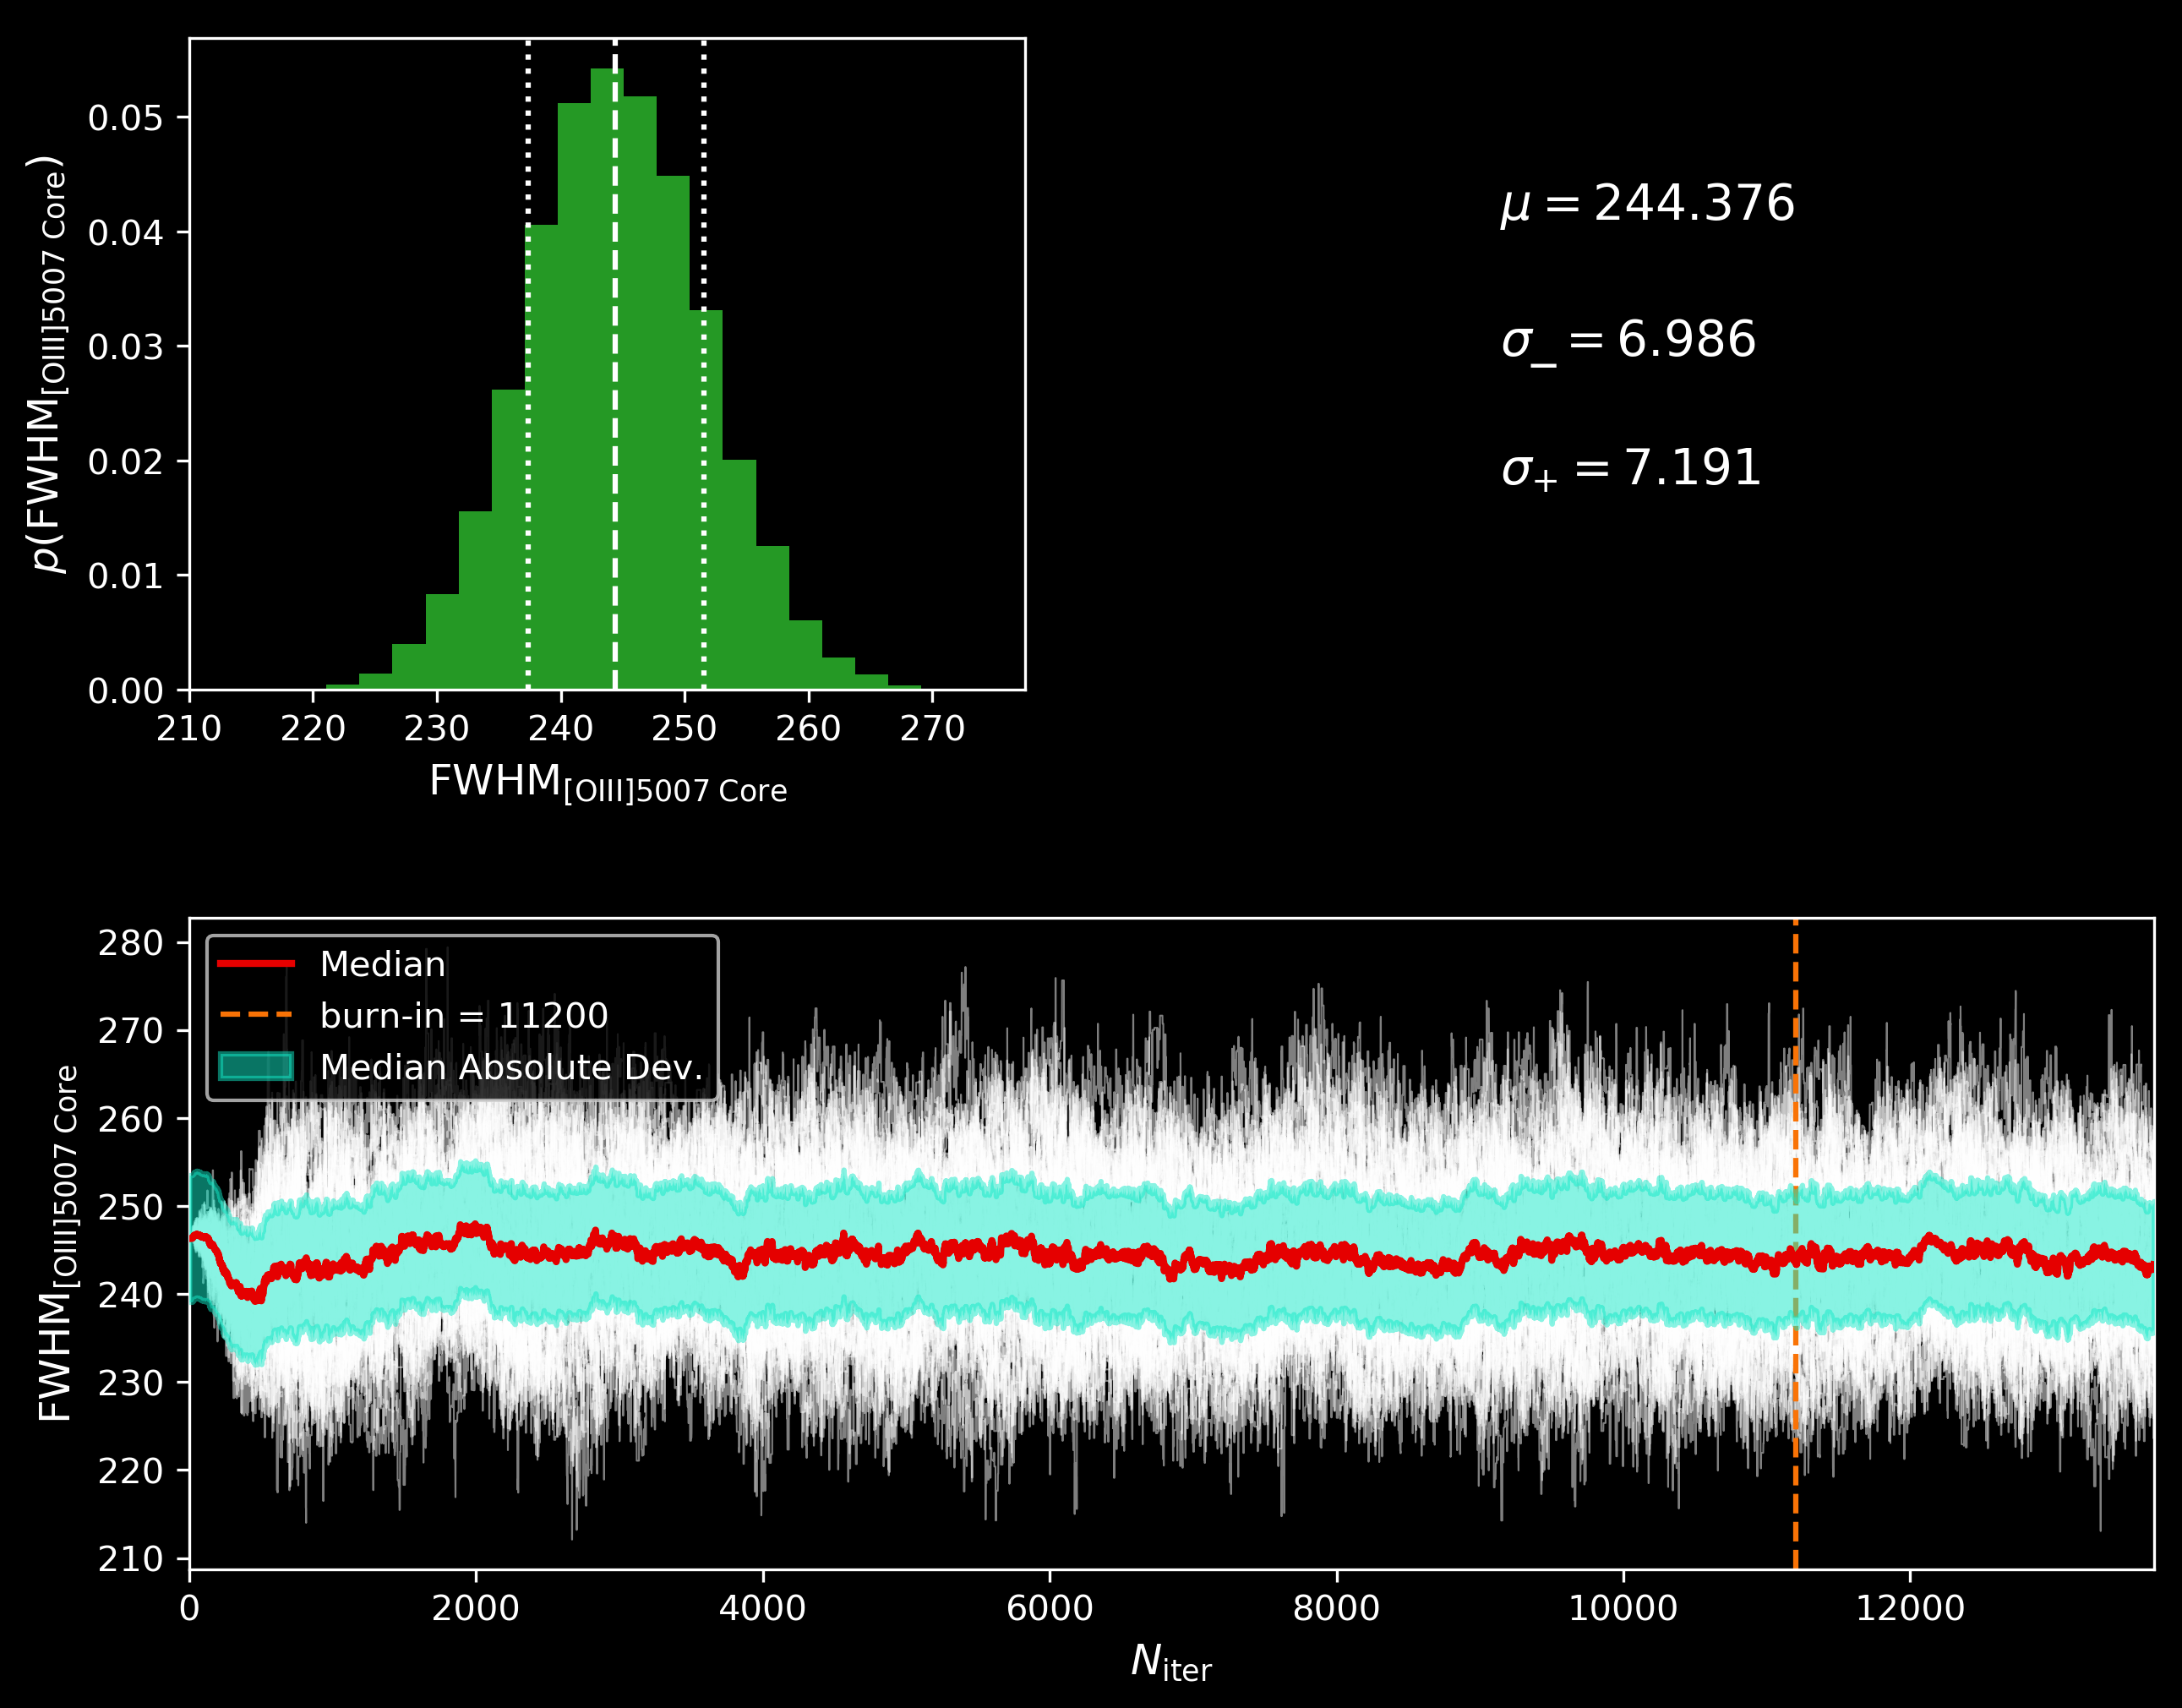 p(FWHM[OIII]5007 Core)
0.05
0.04
0.03
0.02
0.01
0.00
210 220 230 240 250 260 270
FWHM[OIII]5007 Core
μ = 244.376
σ− = 6.986
σ+ = 7.191
FWHM[OIII]5007 Core
280
270
260
250
240
230
220
210
Median
burn-in = 11200
Median Absolute Dev.
0 2000 4000 6000 8000 10000 12000
Niter